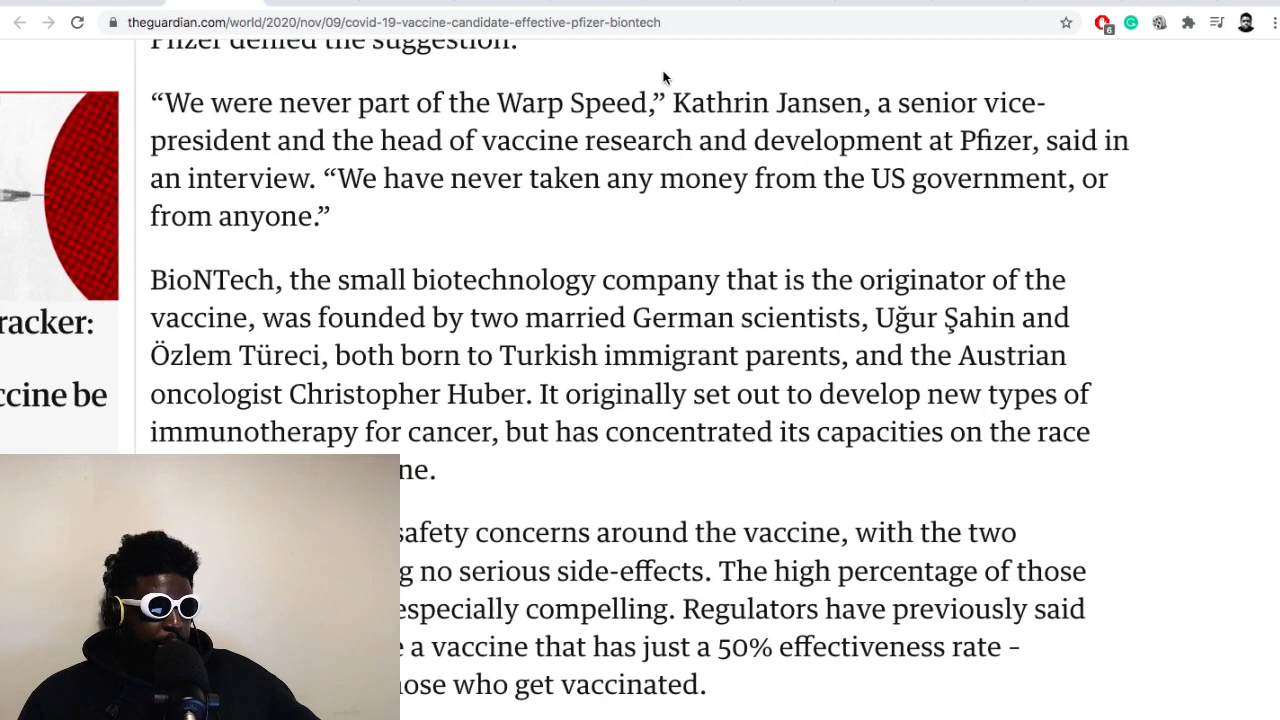 theguardian.com/world/2020/nov/09/covid-19-vaccine-candidate-effective-pfizer-biontech
6
Pfizer denied the suggestion.
“We were never part of the Warp Speed,” Kathrin Jansen, a senior vice-
president and the head of vaccine research and development at Pfizer, said in
an interview. “We have never taken any money from the US government, or
from anyone.”
BioNTech, the small biotechnology company that is the originator of the
vaccine, was founded by two married German scientists, Uğur Şahin and
Özlem Türeci, both born to Turkish immigrant parents, and the Austrian
oncologist Christopher Huber. It originally set out to develop new types of
immunotherapy for cancer, but has concentrated its capacities on the race
ne.
safety concerns around the vaccine, with the two
g no serious side-effects. The high percentage of those
especially compelling. Regulators have previously said
e a vaccine that has just a 50% effectiveness rate –
hose who get vaccinated.
racker:
ccine be